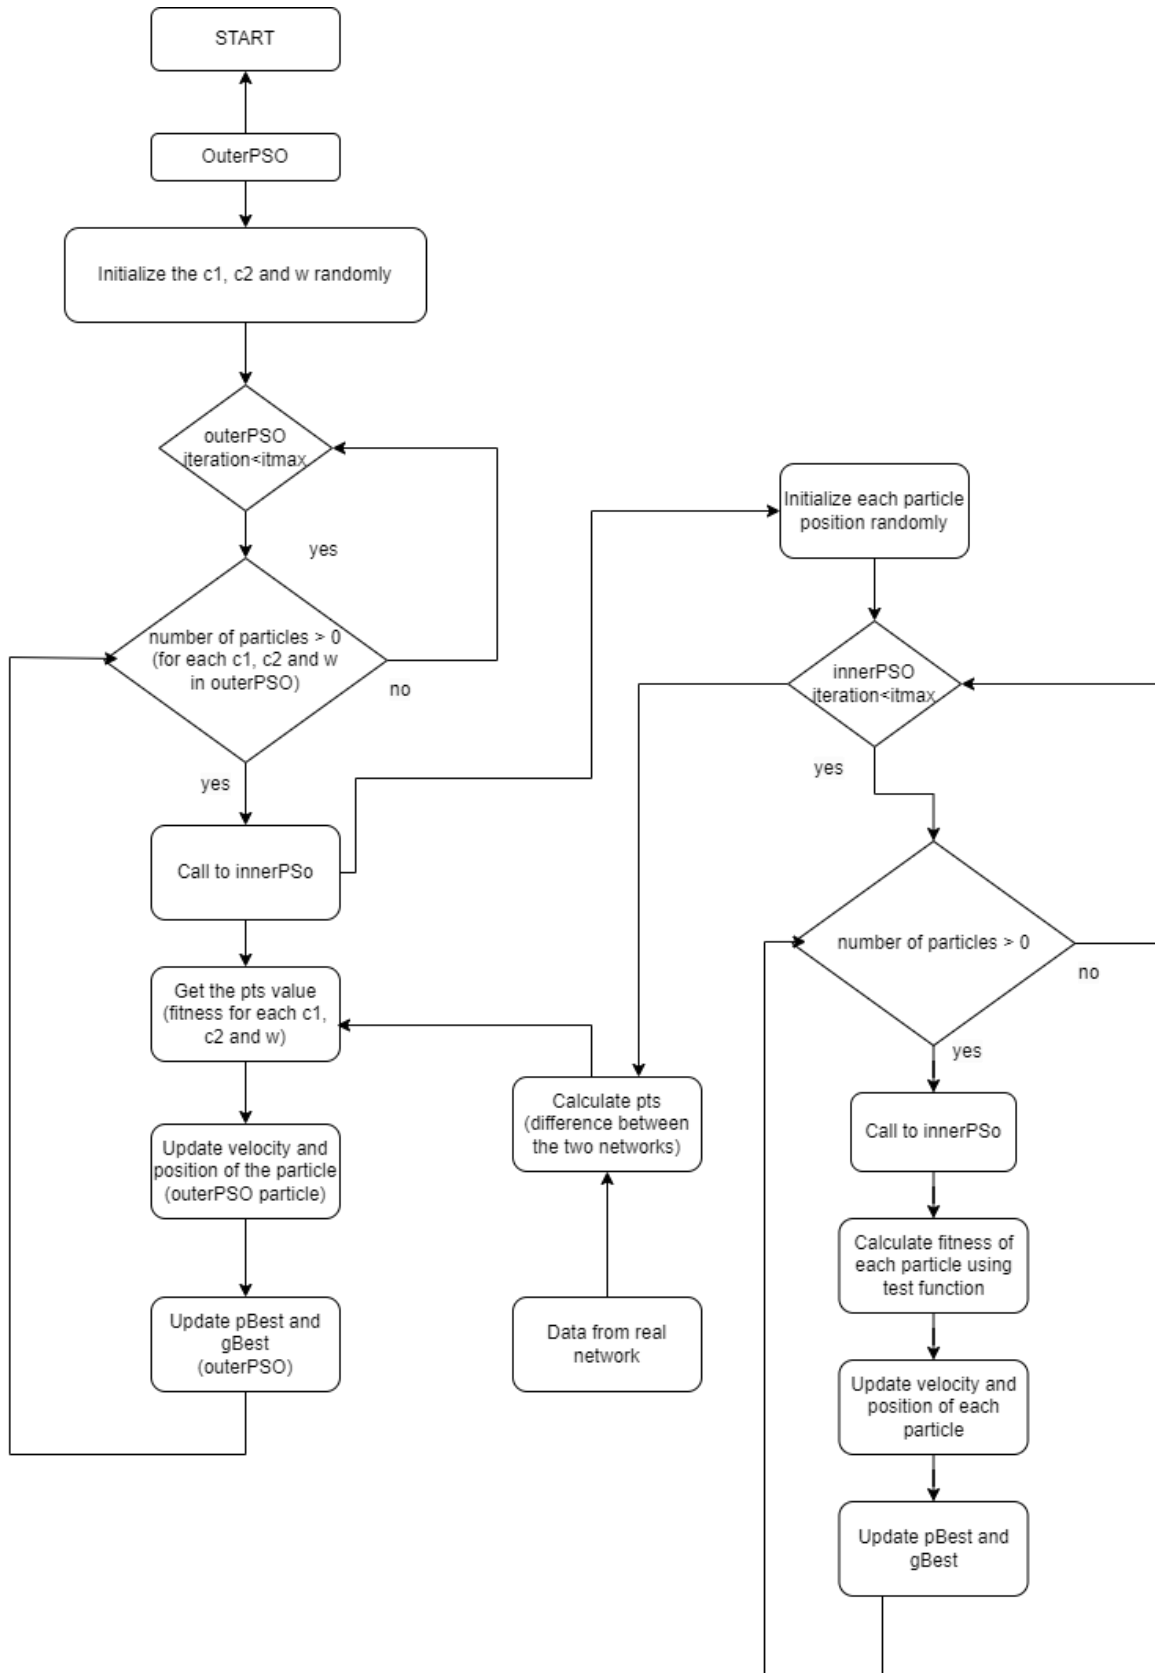 START
OuterPSO
Initialize the c1, c2 and w randomly
outerPSO
iteration<itmax
yes
number of particles > 0
(for each c1, c2 and w
in outerPSO)
no
yes
Call to innerPSo
Get the pts value
(fitness for each c1,
c2 and w)
Update velocity and
position of the particle
(outerPSO particle)
Update pBest and
gBest
(outerPSO)
Calculate pts
(difference between
the two networks)
Data from real
network
Initialize each particle
position randomly
innerPSO
iteration<itmax
yes
number of particles > 0
no
yes
Call to innerPSo
Calculate fitness of
each particle using
test function
Update velocity and
position of each
particle
Update pBest and
gBest